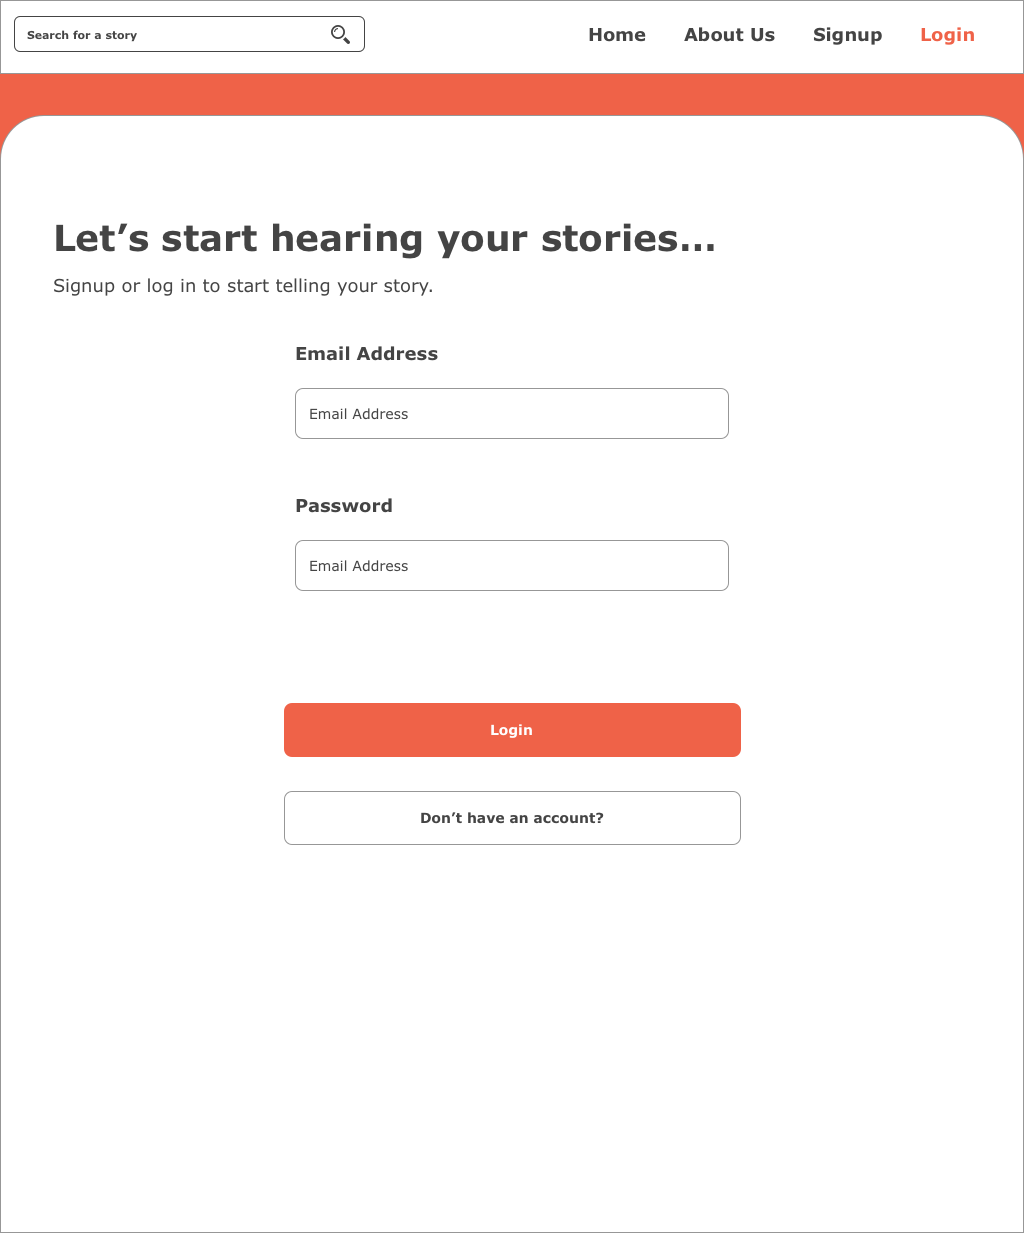 Search for a story
Home About Us Signup Login
Let’s start hearing your stories...
Signup or log in to start telling your story.
Email Address
Email Address
Password
Email Address
Login
Don’t have an account?